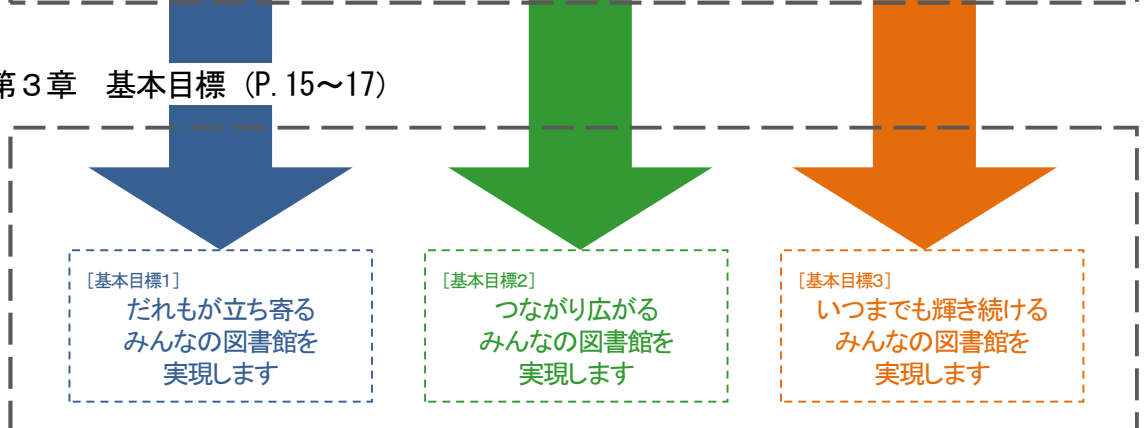 第３章　基本目標（P.15～17）
［基本目標1］
だれもが立ち寄る
みんなの図書館を
実現します
［基本目標2］
つながり広がる
みんなの図書館を
実現します
［基本目標3］
いつまでも輝き続ける
みんなの図書館を
実現します